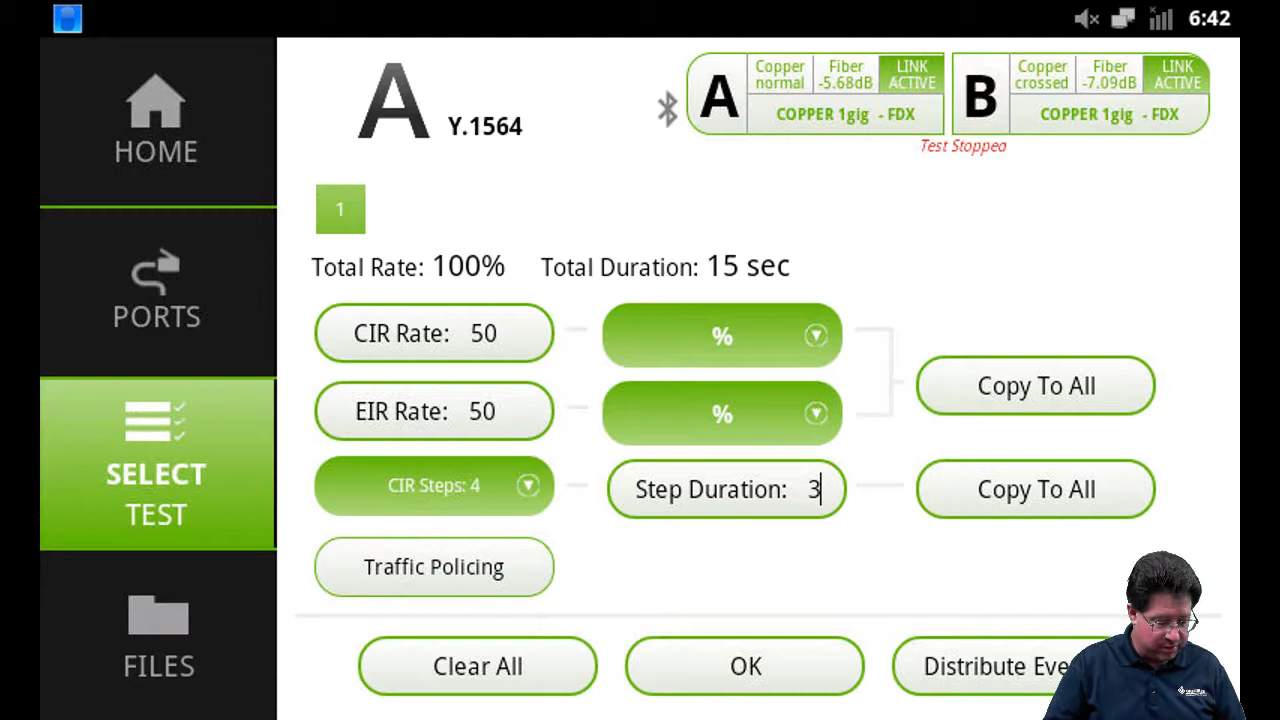 6:42
HOME
PORTS
SELECT
TEST
FILES
A Y.1564
A
Copper
normal
Fiber
-5.68dB
LINK
ACTIVE
COPPER 1gig - FDX
B
Copper
crossed
Fiber
-7.09dB
LINK
ACTIVE
COPPER 1gig - FDX
Test Stopped
1
Total Rate: 100% Total Duration: 15 sec
CIR Rate: 50 %
EIR Rate: 50 %
Copy To All
CIR Steps: 4 Step Duration: 3 Copy To All
Traffic Policing
Clear All OK Distribute Eve